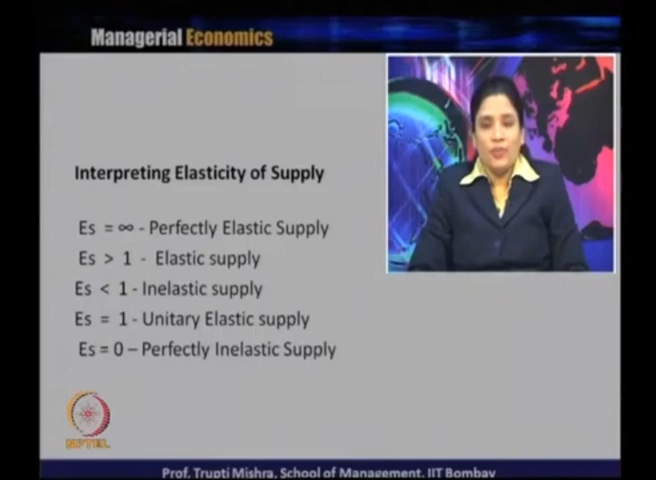 Managerial Economics
Interpreting Elasticity of Supply
Es = ∞ - Perfectly Elastic Supply
Es > 1 - Elastic supply
Es < 1 - Inelastic supply
Es = 1 - Unitary Elastic supply
Es = 0 – Perfectly Inelastic Supply
NPTEL
Prof. Trupti Mishra, School of Management, IIT Bombay